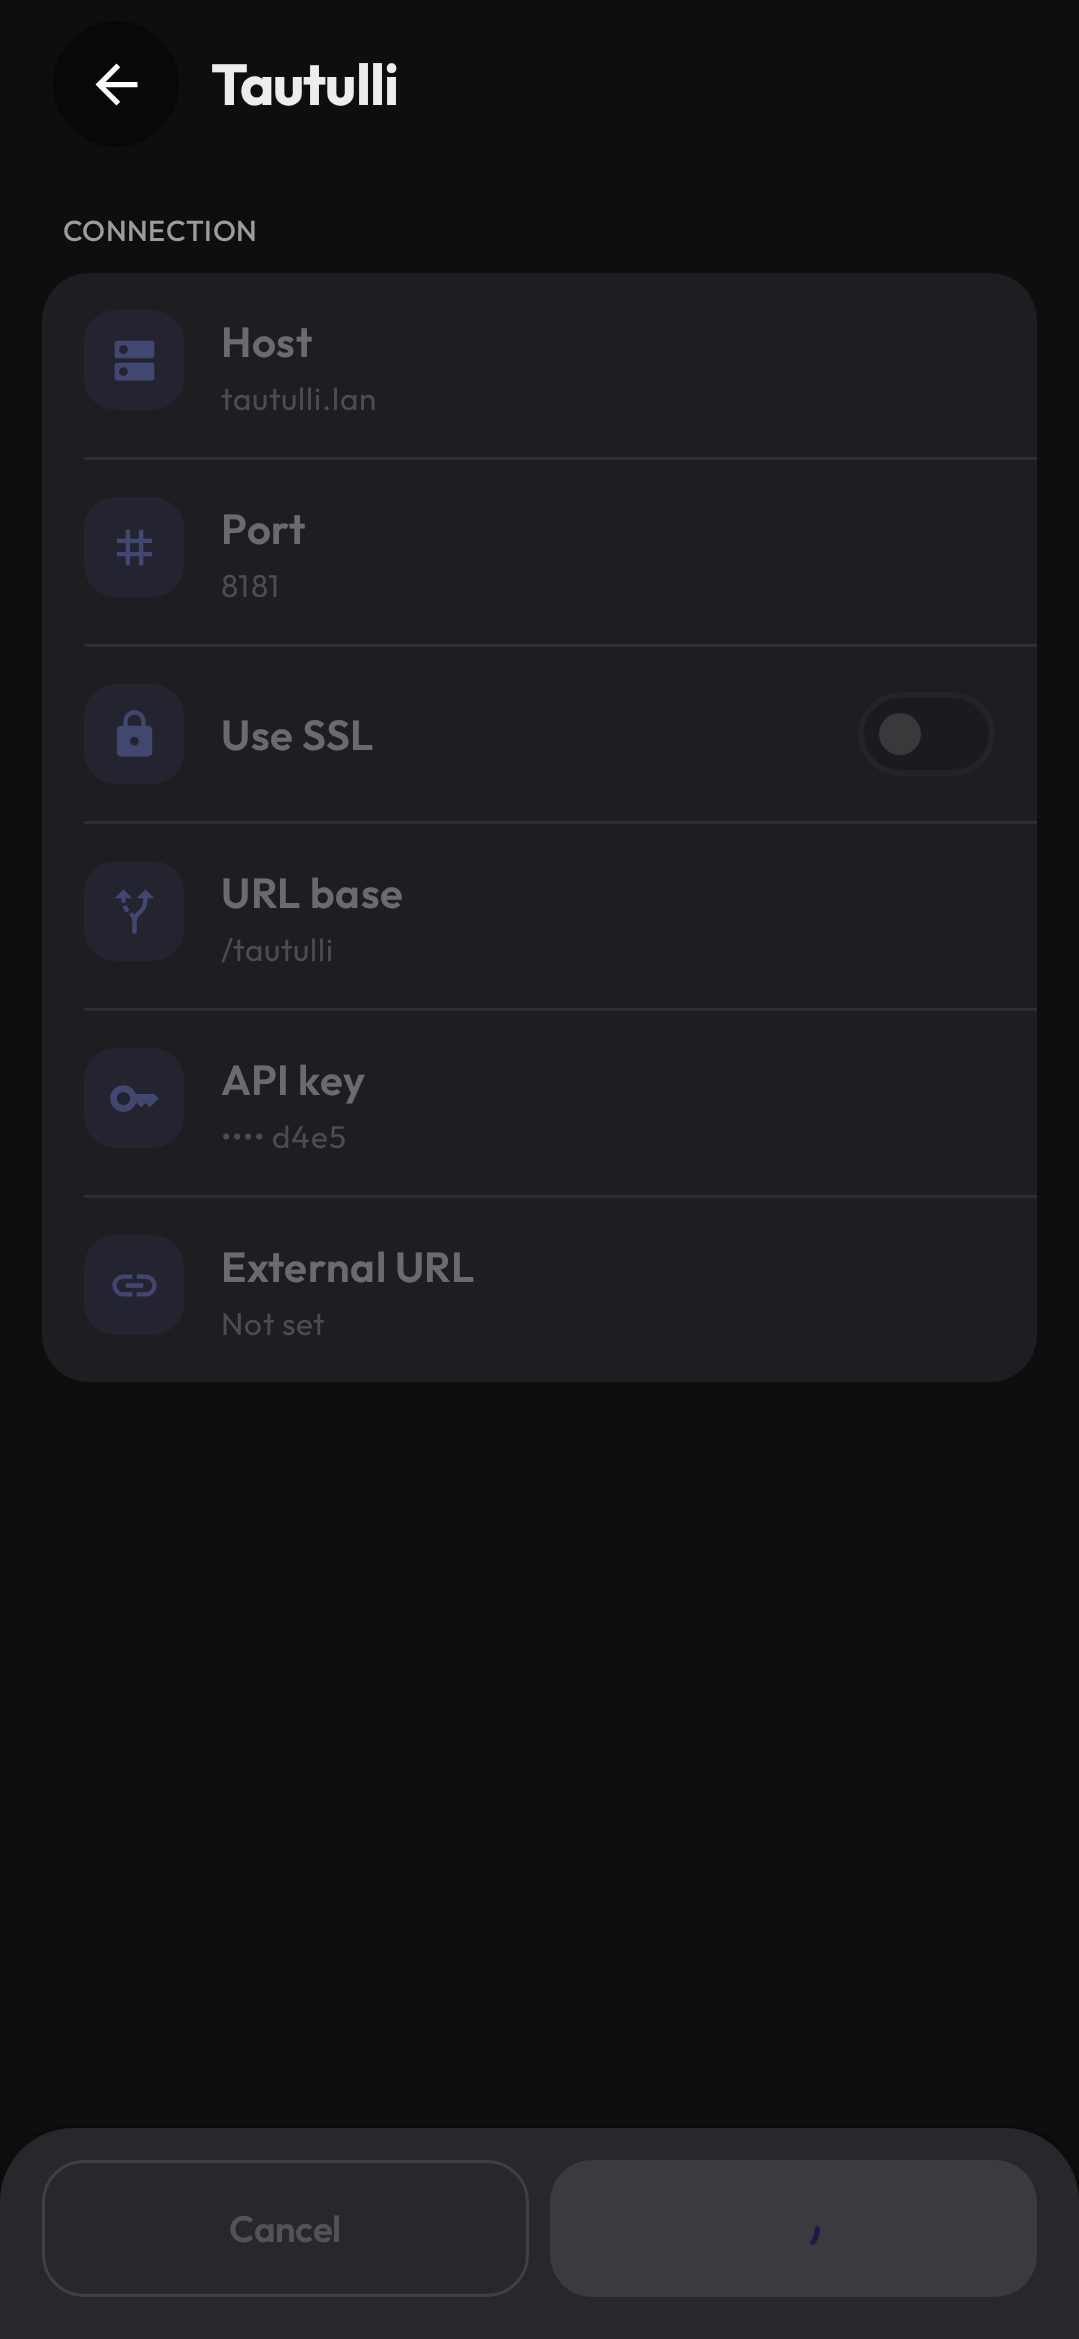 Tautulli
CONNECTION
Host
tautulli.lan
Port
8181
Use SSL
URL base
/tautulli
API key
•••• d4e5
External URL
Not set
Cancel